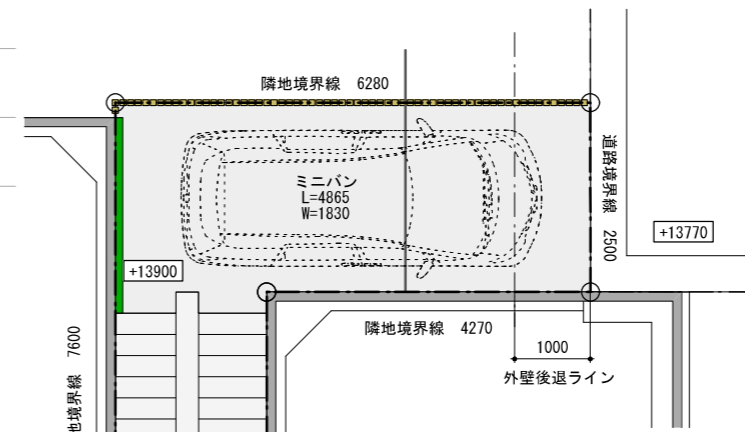 隣地境界線 6280
ミニバン
L=4865
W=1830
道路境界線 2500
+13770
+13900
隣地境界線 4270
1000
外壁後退ライン
地境界線 7600